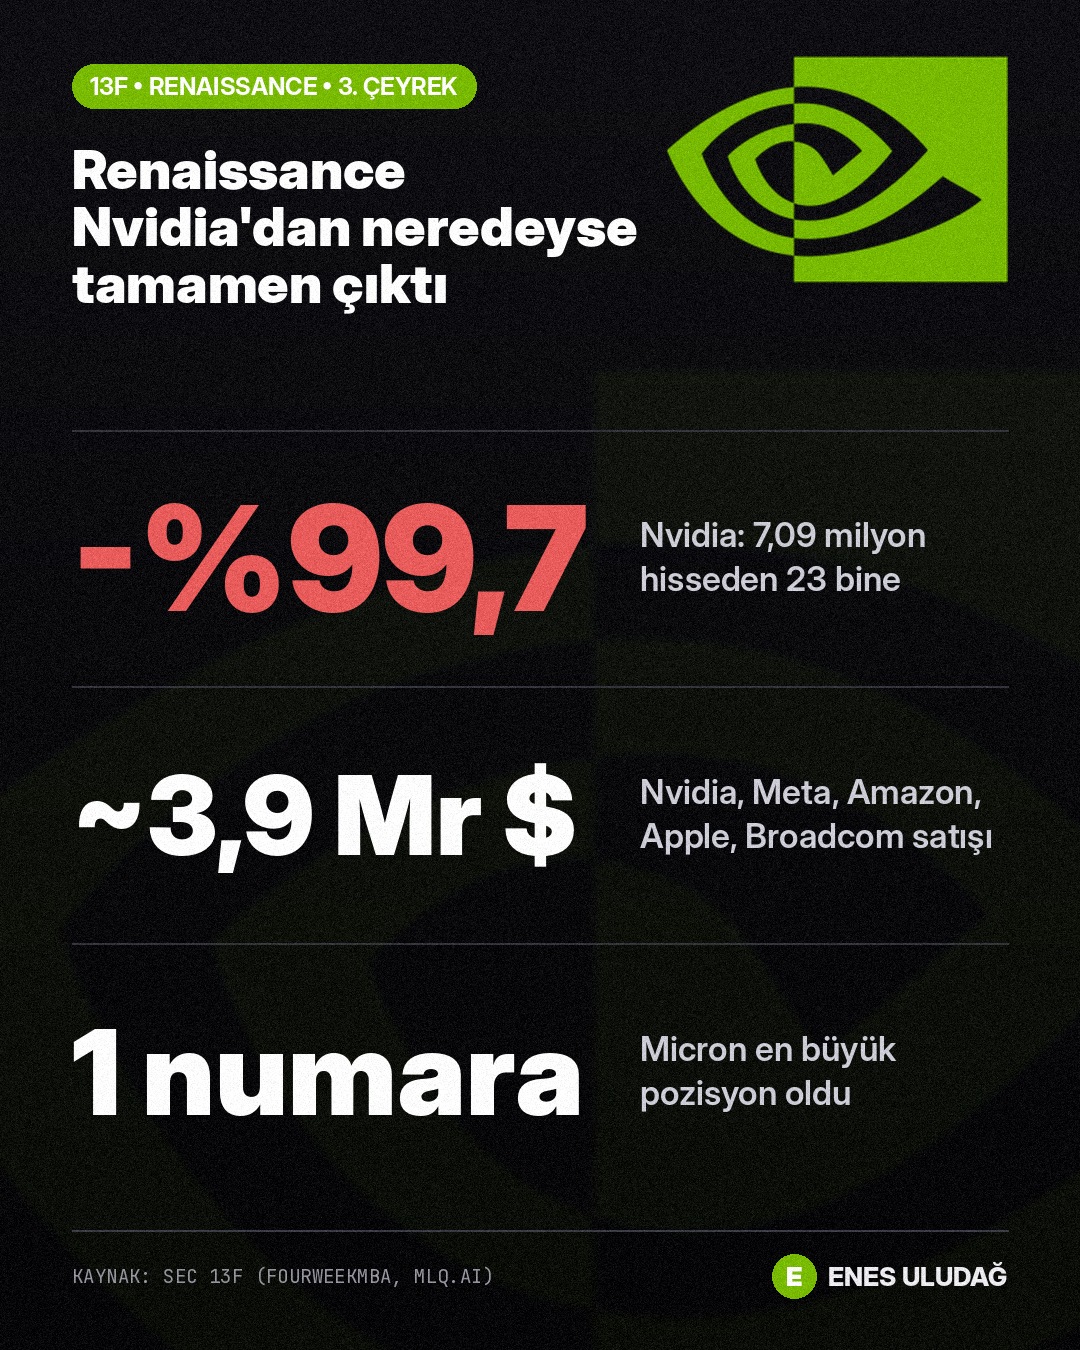 13F • RENAISSANCE • 3. ÇEYREK
Renaissance
Nvidia'dan neredeyse
tamamen çıktı
-%99,7
Nvidia: 7,09 milyon
hisseden 23 bine
~3,9 Mr $
Nvidia, Meta, Amazon,
Apple, Broadcom satışı
1 numara
Micron en büyük
pozisyon oldu
KAYNAK: SEC 13F (FOURWEEKMBA, MLQ.AI)
E ENES ULUDAĞ